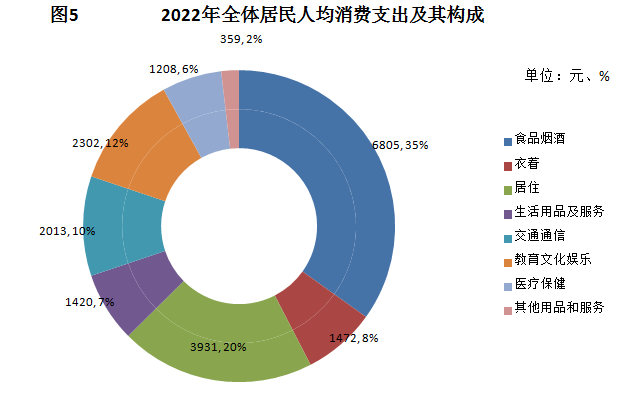 图5 2022年全体居民人均消费支出及其构成
359,2%
1208,6%
单位：元、%
2302,12%
6805,35%
食品烟酒
衣着
居住
生活用品及服务
2013,10%
交通通信
教育文化娱乐
医疗保健
1420,7%
其他用品和服务
1472,8%
3931,20%